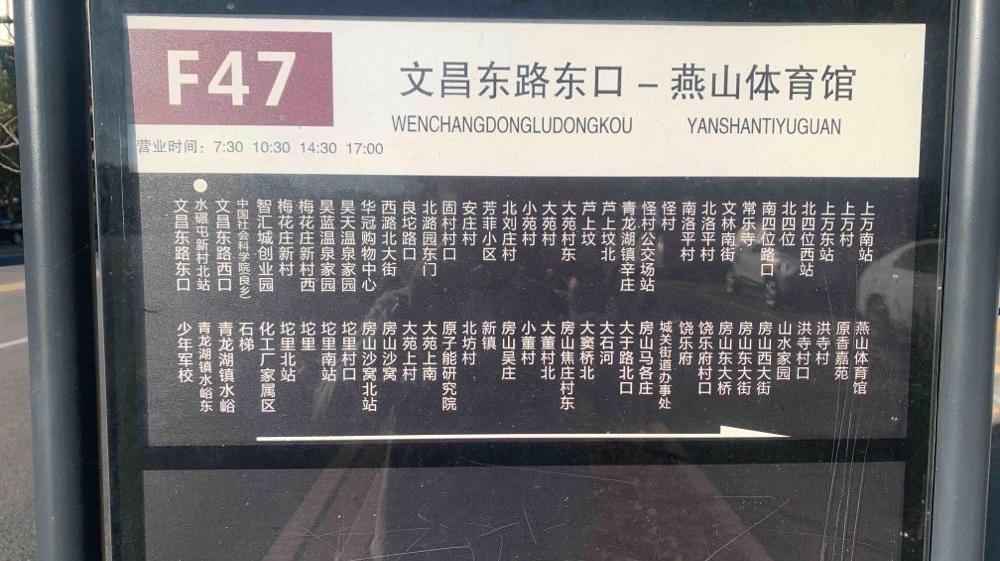 F47
文昌东路东口 – 燕山体育馆
WENCHANGDONGLUDONGKOU YANSHANTIYUGUAN
营业时间：7:30 10:30 14:30 17:00
文昌东路东口
水碾屯新村北站
文昌东路西口
中国社会科学院(良乡)
智汇城创业园
梅花庄新村
梅花庄新村西
昊蓝温泉家园
昊天温泉家园
华冠购物中心
西潞北大街
良坨路口
北潞园东门
固村村口
安庄村
芳菲小区
北刘庄村
小苑村
大苑村
大苑村东
芦上坟
芦上坟北
青龙湖镇辛庄
怪村公交场站
怪村
南洛平村
北洛平村
文林南街
常乐寺
南四位路口
北四位
北四位西站
上万东站
上万村
上万南站
少年军校
青龙湖镇水峪东
青龙湖镇水峪
石梯
化工厂家属区
坨里北站
坨里
坨里南站
坨里村口
房山沙窝北站
房山沙窝
大苑上村
大苑上南
原子能研究院
北坊村
新镇
房山吴庄
小董村
大董村北
房山焦庄村东
大窦桥北
大石河
大于路北口
房山马各庄
城关街道办事处
饶乐府
饶乐府村口
房山东大桥
房山东大街
房山西大街
山水家园
洪寺村口
洪寺村
原香嘉苑
燕山体育馆